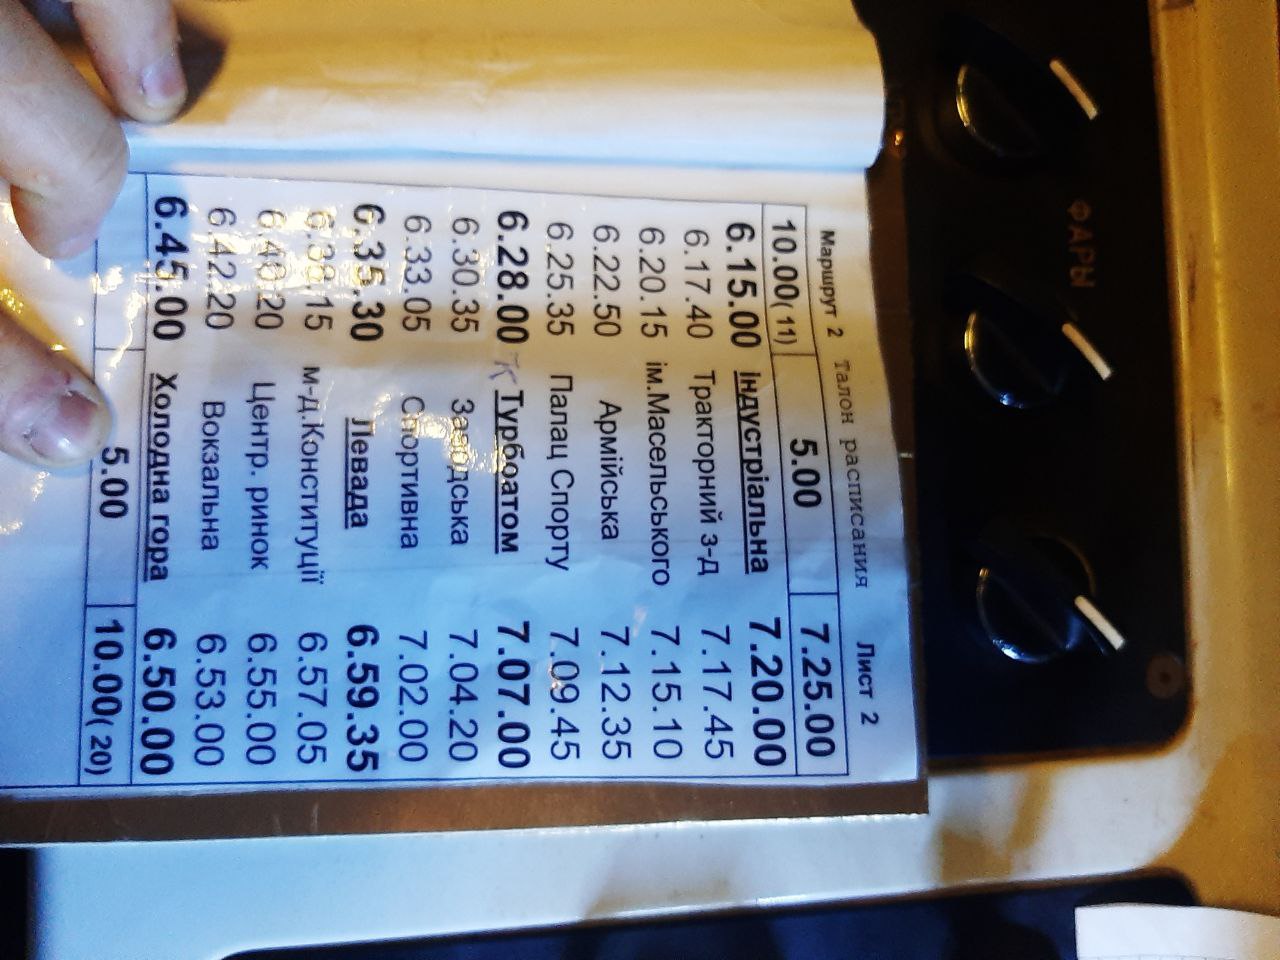 ФАРЫ
Маршрут 2 Талон расписания Лист 2
10.00( 11) 5.00 7.25.00
6.15.00 Індустріальна 7.20.00
6.17.40 Тракторний з-д 7.17.45
6.20.15 ім.Масельського 7.15.10
6.22.50 Армійська 7.12.35
6.25.35 Палац Спорту 7.09.45
6.28.00 К Турбоатом 7.07.00
6.30.35 Заводська 7.04.20
6.33.05 Спортивна 7.02.00
6.35.30 Левада 6.59.35
6.38.15 м-д.Конституції 6.57.05
6.40.20 Центр. ринок 6.55.00
6.42.20 Вокзальна 6.53.00
6.45.00 Холодна гора 6.50.00
5.00 10.00( 20)